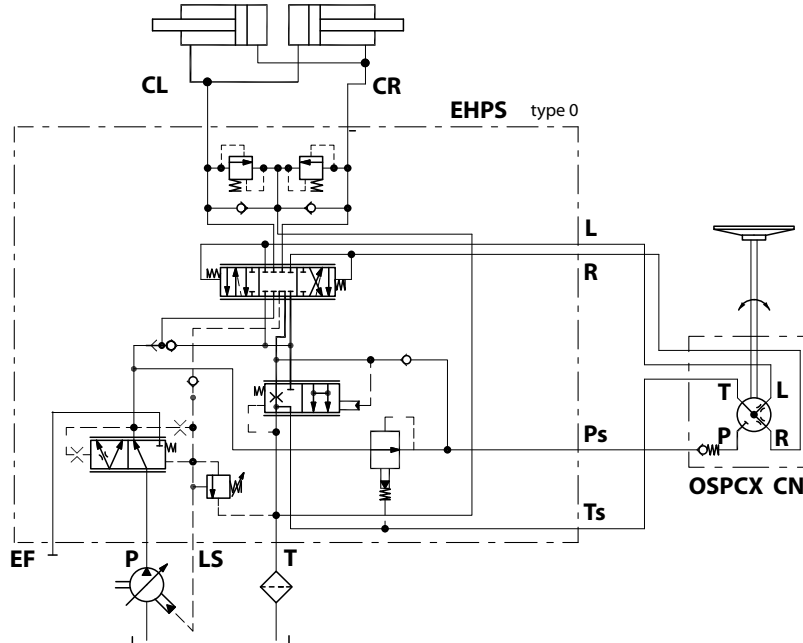 CL CR
EHPS type 0
L
R
T L
P R
Ps
OSPCX CN
Ts
EF P LS T